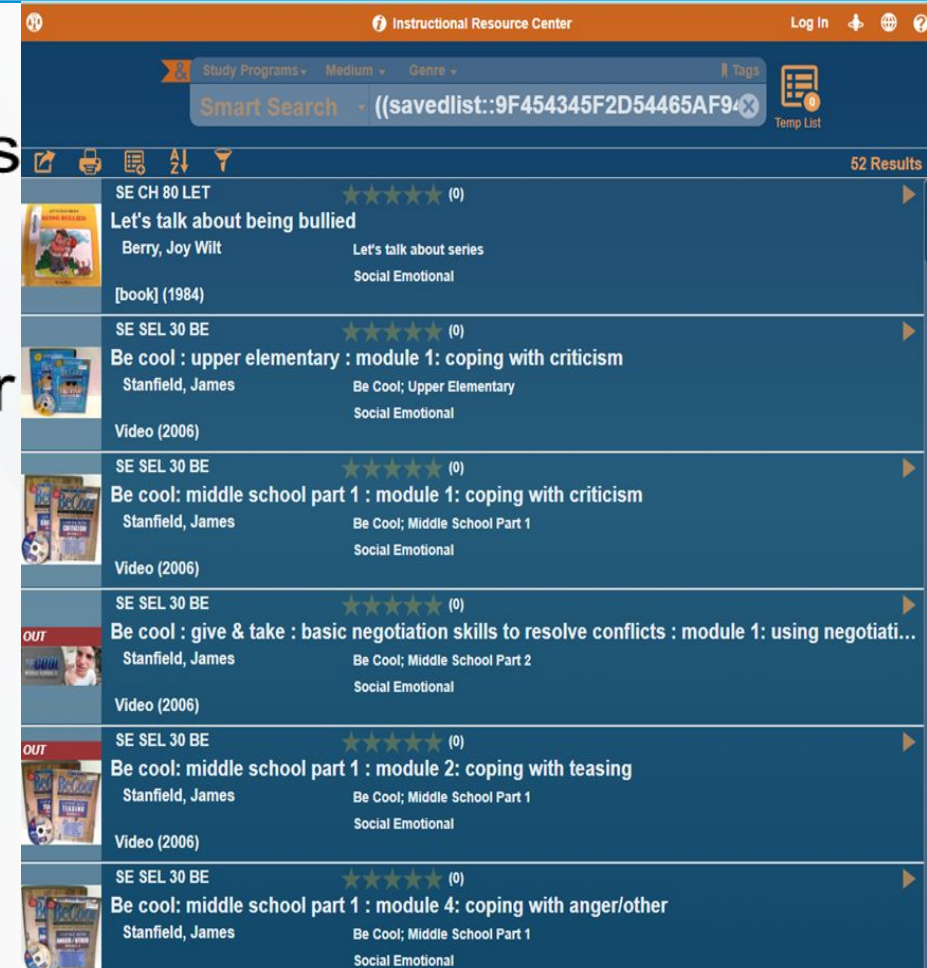 Instructional Resource Center
Log In
Study Programs
Medium
Genre
Tags
Smart Search
((savedlist::9F454345F2D54465AF94
0
Temp List
s
52 Results
SE CH 80 LET
(0)
Let's talk about being bullied
Berry, Joy Wilt
Let's talk about series
Social Emotional
[book] (1984)
BEING BULLIED
r
SE SEL 30 BE
(0)
Be cool : upper elementary : module 1: coping with criticism
Stanfield, James
Be Cool; Upper Elementary
Social Emotional
Video (2006)
SE SEL 30 BE
(0)
Be cool: middle school part 1 : module 1: coping with criticism
Stanfield, James
Be Cool; Middle School Part 1
Social Emotional
Video (2006)
SE SEL 30 BE
(0)
OUT
Be cool : give & take : basic negotiation skills to resolve conflicts : module 1: using negotiati...
Stanfield, James
Be Cool; Middle School Part 2
Social Emotional
Video (2006)
SE SEL 30 BE
(0)
OUT
Be cool: middle school part 1 : module 2: coping with teasing
Stanfield, James
Be Cool; Middle School Part 1
Social Emotional
Video (2006)
SE SEL 30 BE
(0)
Be cool: middle school part 1 : module 4: coping with anger/other
Stanfield, James
Be Cool; Middle School Part 1
Social Emotional